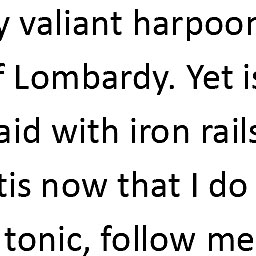 y valiant harpoon
f Lombardy. Yet is
aid with iron rails
tis now that I do
tonic, follow me